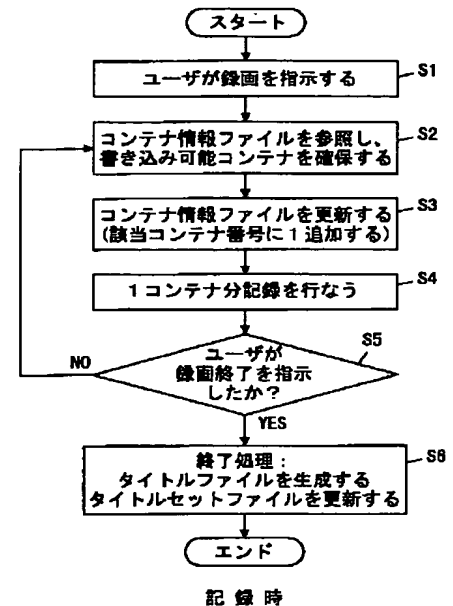 スタート
ユーザが録画を指示する
S1
コンテナ情報ファイルを参照し、
書き込み可能コンテナを確保する
S2
コンテナ情報ファイルを更新する
(該当コンテナ番号に1追加する)
S3
1コンテナ分記録を行なう
S4
ユーザが
録画終了を指示
したか?
S5
NO
YES
終了処理:
タイトルファイルを生成する
タイトルセットファイルを更新する
S6
エンド
記録時